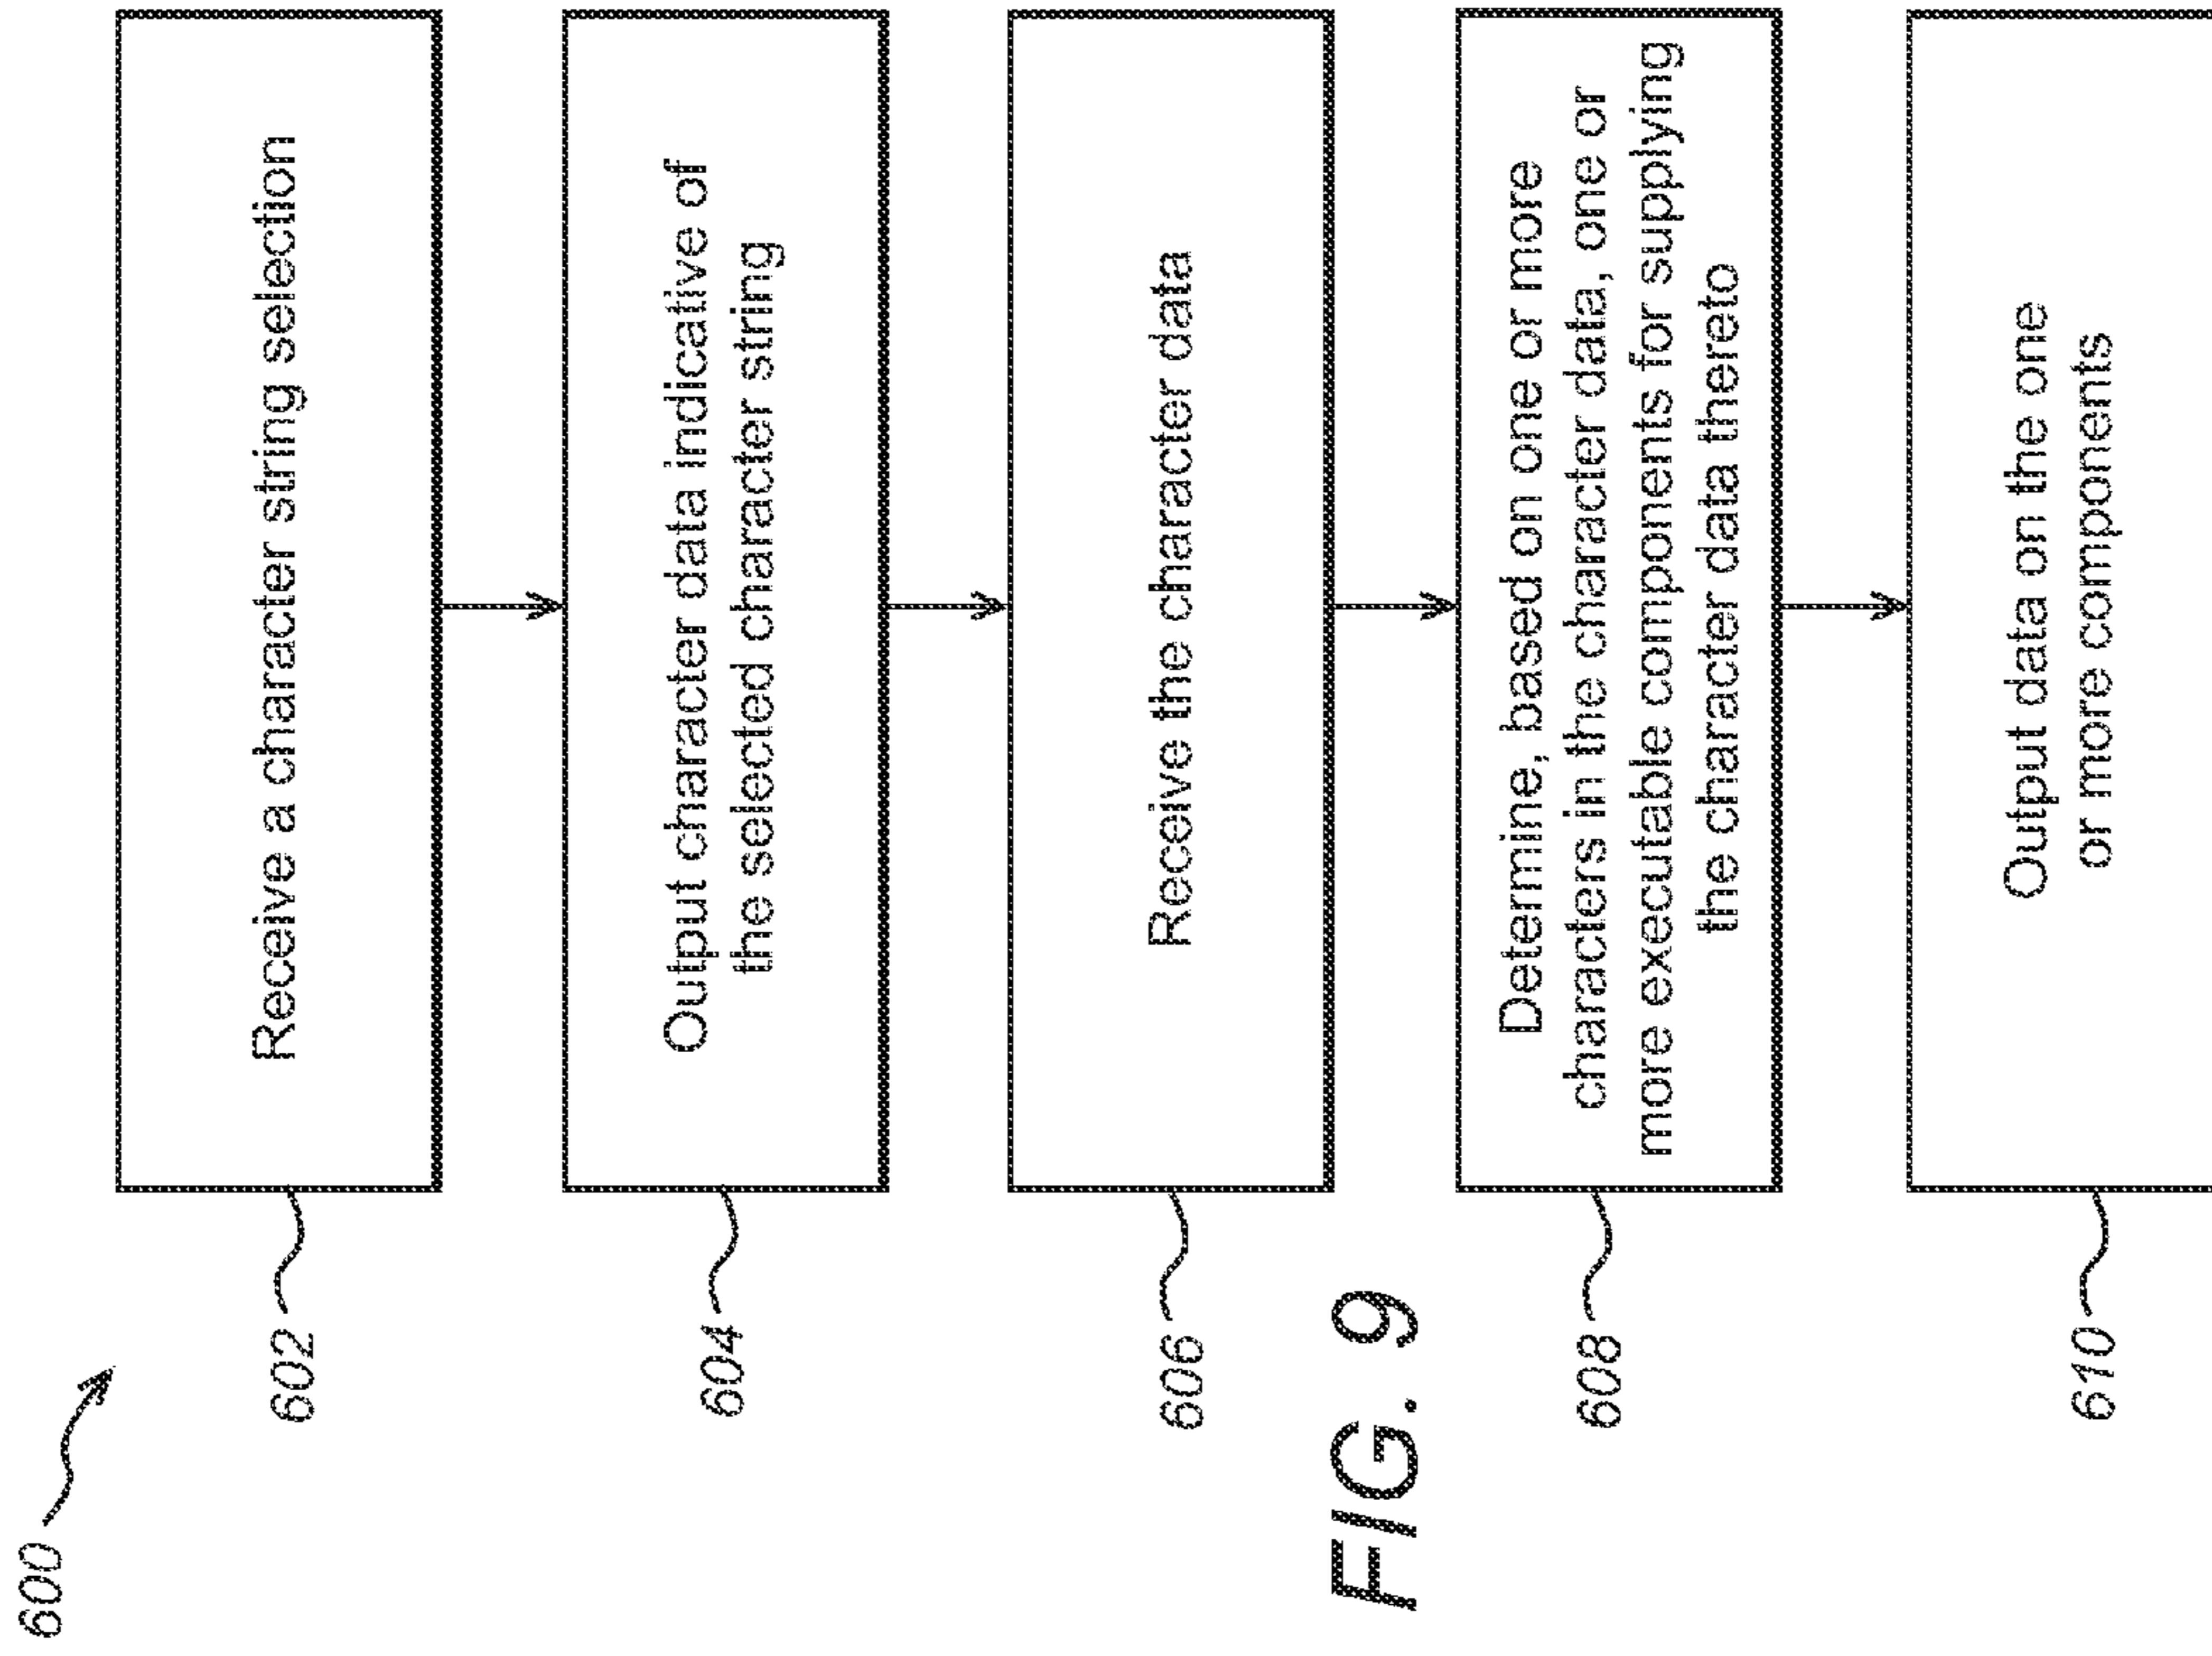 600
602
Receive a character string selection
604
Output character data indicative of
the selected character string
606
Receive the character data
608
Determine, based on one or more
characters in the character data, one or
more executable components for supplying
the character data thereto
610
Output data on the one
or more components
FIG. 9